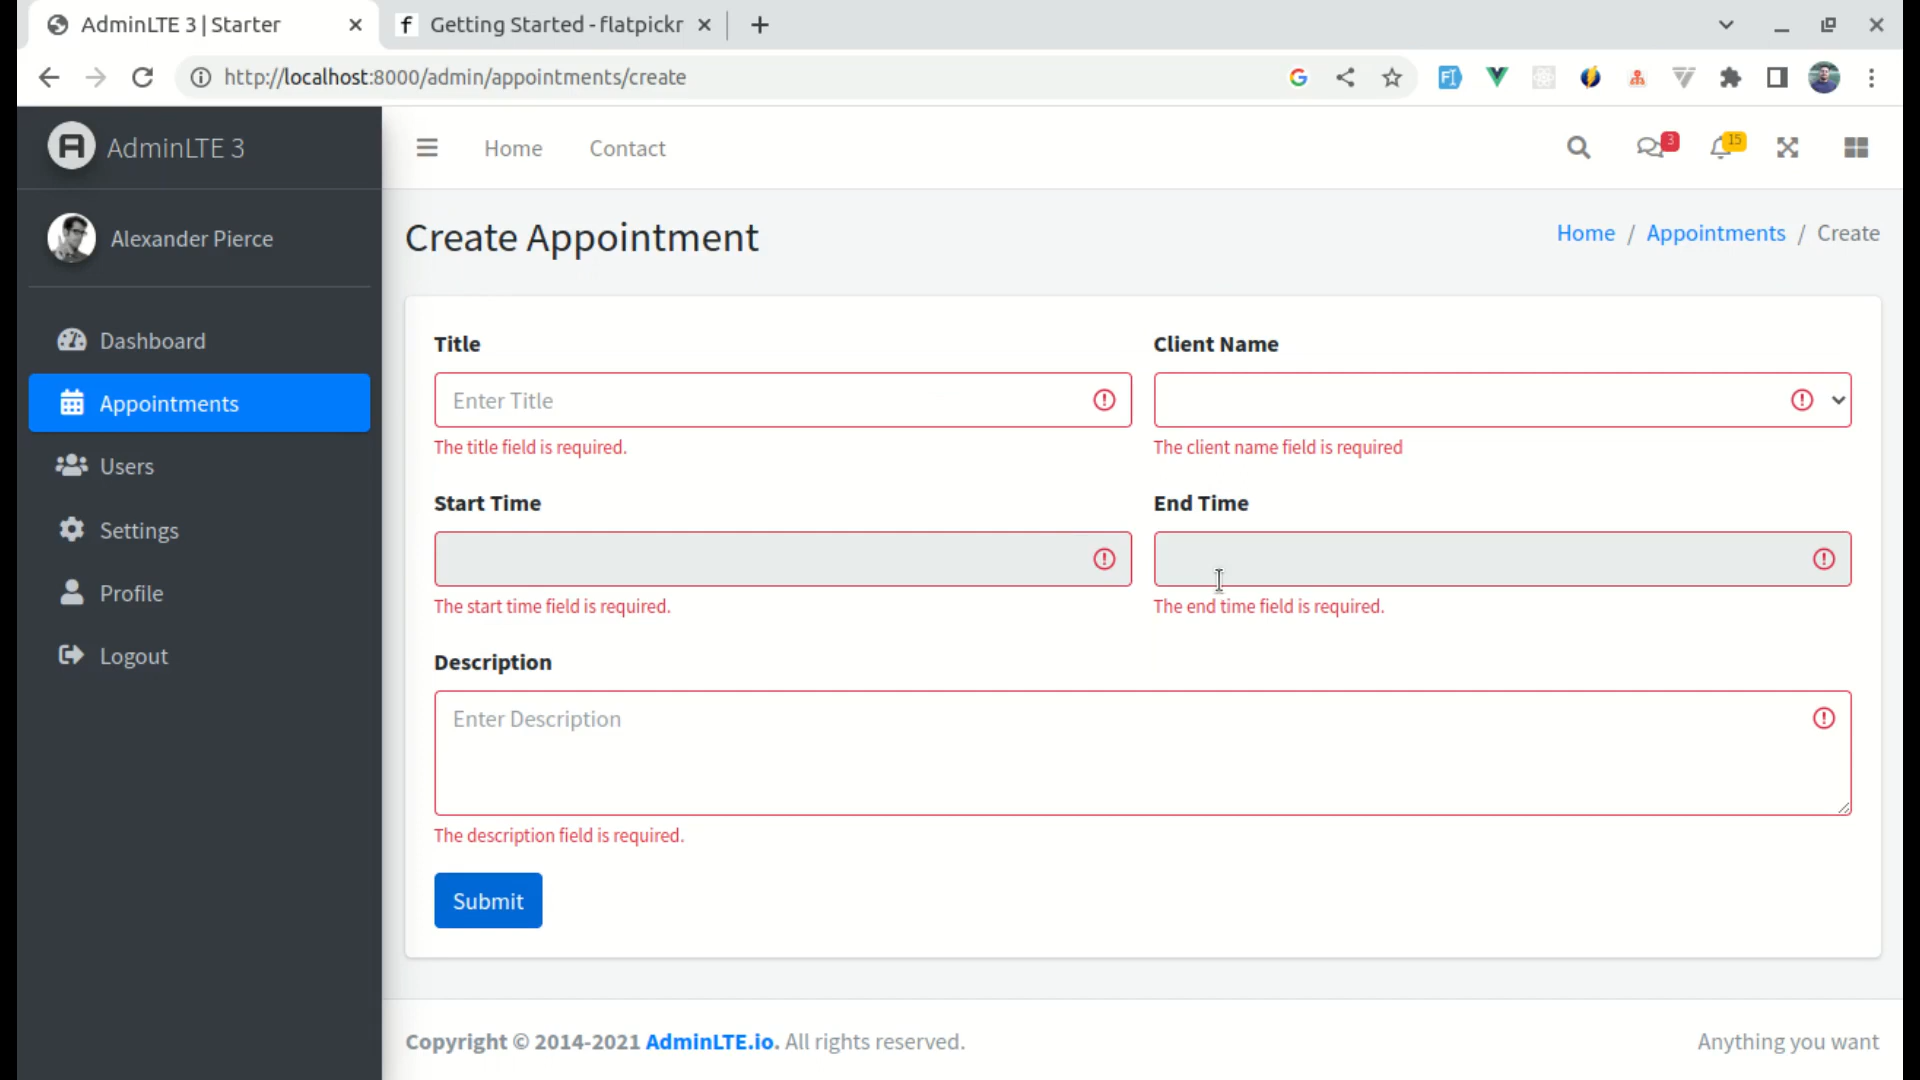 AdminLTE 3 | Starter
f Getting Started - flatpickr
http://localhost:8000/admin/appointments/create
AdminLTE 3
Home
Contact
3
15
Alexander Pierce
Create Appointment
Home / Appointments / Create
Dashboard
Appointments
Users
Settings
Profile
Logout
Title
Client Name
Enter Title
The title field is required.
The client name field is required
Start Time
End Time
The start time field is required.
The end time field is required.
Description
Enter Description
The description field is required.
Submit
Copyright © 2014-2021 AdminLTE.io. All rights reserved.
Anything you want